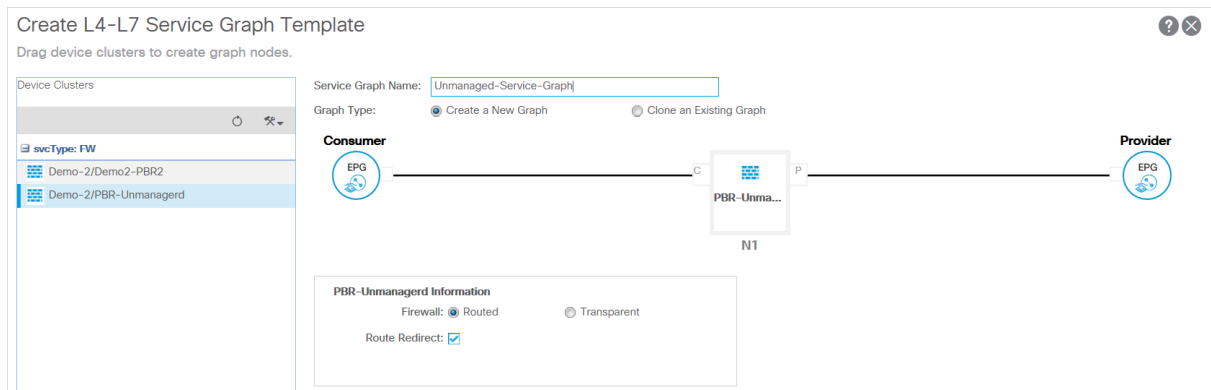 Create L4-L7 Service Graph Template
Drag device clusters to create graph nodes.
Device Clusters
svcType: FW
Demo-2/Demo2-PBR2
Demo-2/PBR-Unmanagerd
Service Graph Name: Unmanaged-Service-Graph
Graph Type: Create a New Graph Clone an Existing Graph
Consumer Provider
EPG C P EPG
PBR-Unma...
N1
PBR-Unmanagerd Information
Firewall: Routed Transparent
Route Redirect: